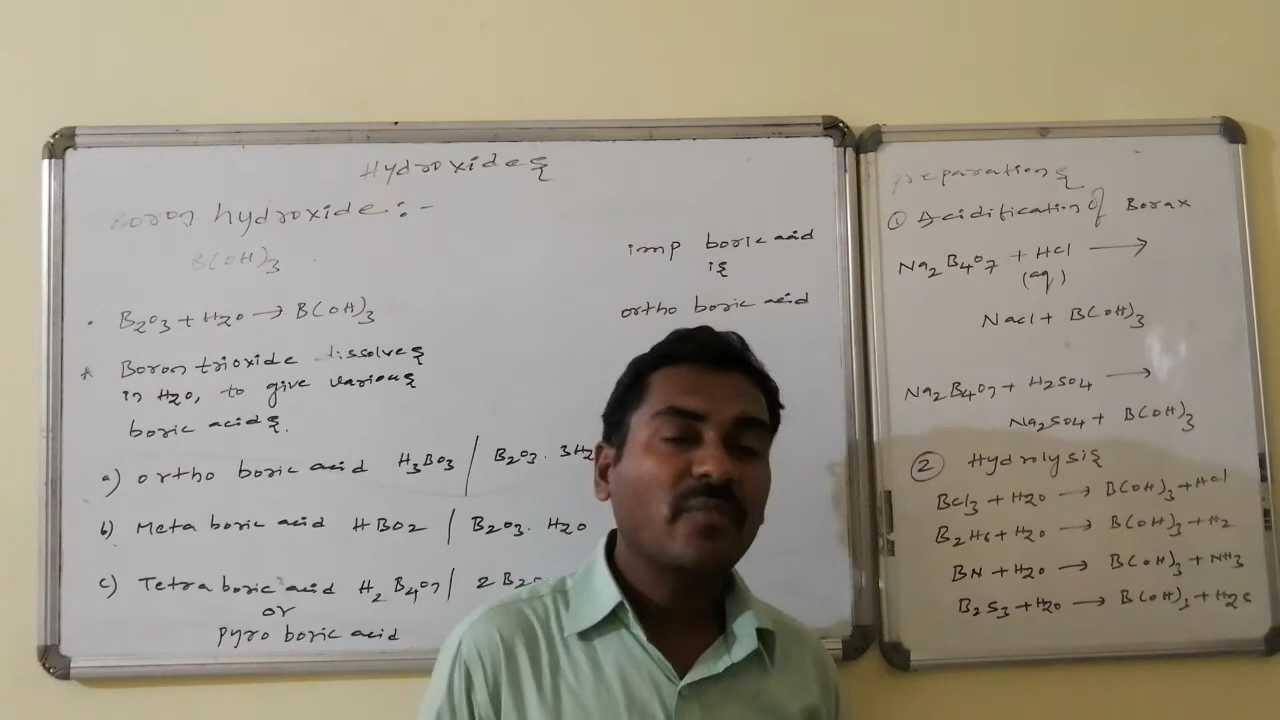 Hydroxides
Boron hydroxide:-
B(OH)3
B2O3 + H2O → B(OH)3
* Boron trioxide dissolves
in H2O, to give various
boric acids.
a) ortho boric acid H3BO3 / B2O3. 3H2
b) Meta boric acid HBO2 / B2O3. H2O
c) Tetra boric acid H2B4O7 / 2B2O
or
pyro boric acid
imp boric acid
is
ortho boric acid
preparations
① Acidification of Borax
Na2B4O7 + HCl →
(aq)
NaCl + B(OH)3
Na2B4O7 + H2SO4 →
Na2SO4 + B(OH)3
② Hydrolysis
BCl3 + H2O → B(OH)3 + HCl
B2H6 + H2O → B(OH)3 + H2
BN + H2O → B(OH)3 + NH3
B2S3 + H2O → B(OH)3 + H2S